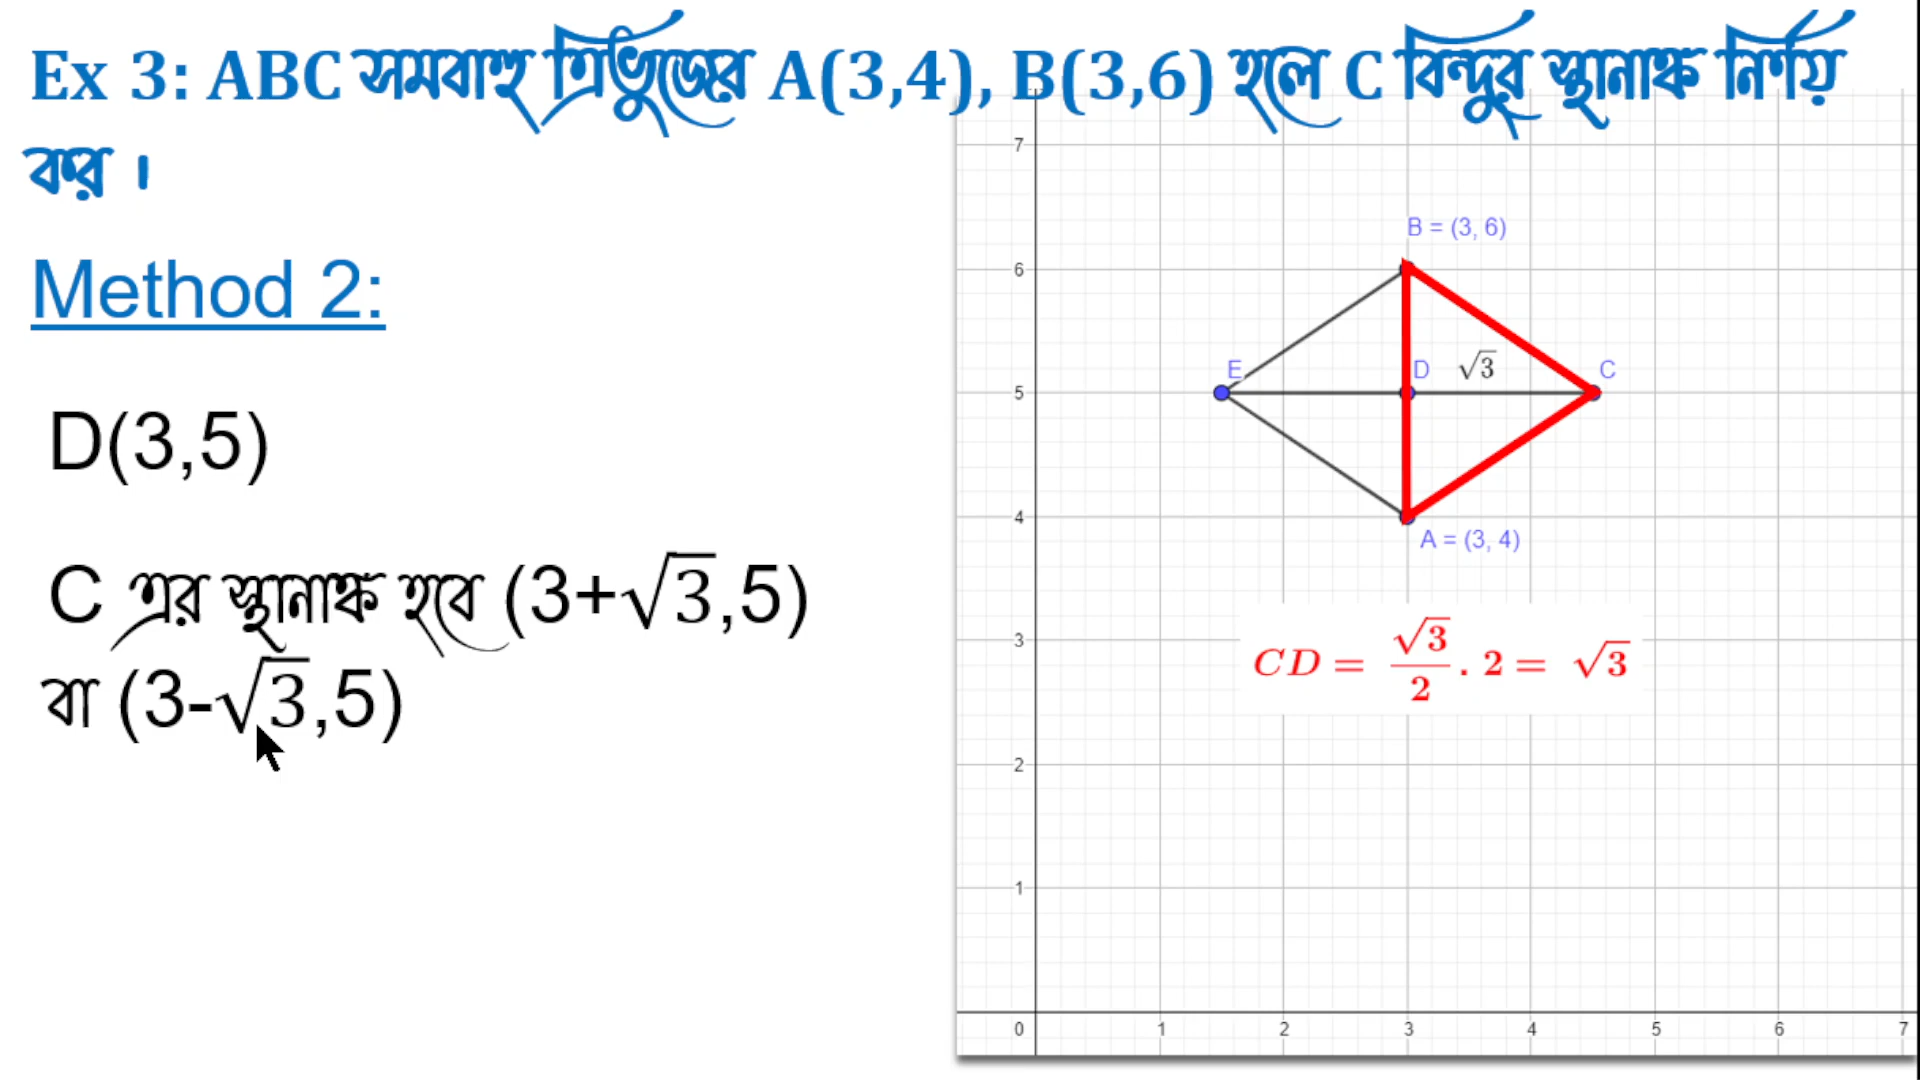 Ex 3: ABC সমবাহু ত্রিভুজের A(3,4), B(3,6) হলে C বিন্দুর স্থানাঙ্ক নির্ণয়
কর ।
Method 2:
D(3,5)
C এর স্থানাঙ্ক হবে (3+√3,5)
বা (3-√3,5)
7
B = (3, 6)
6
E D √3 C
5
4
A = (3, 4)
3
CD = √3/2 . 2 = √3
2
1
0 1 2 3 4 5 6 7